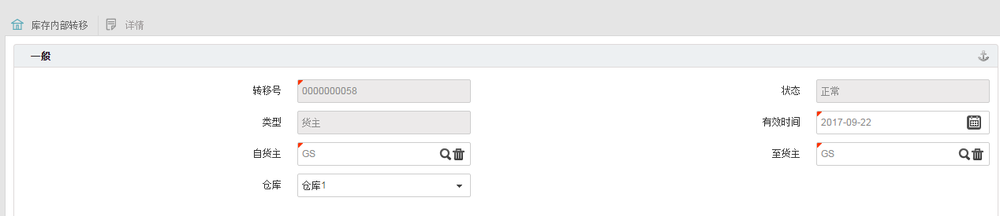 库存内部转移 详情
一般
转移号 0000000058 状态 正常
类型 货主 有效时间 2017-09-22
自货主 GS 至货主 GS
仓库 仓库1